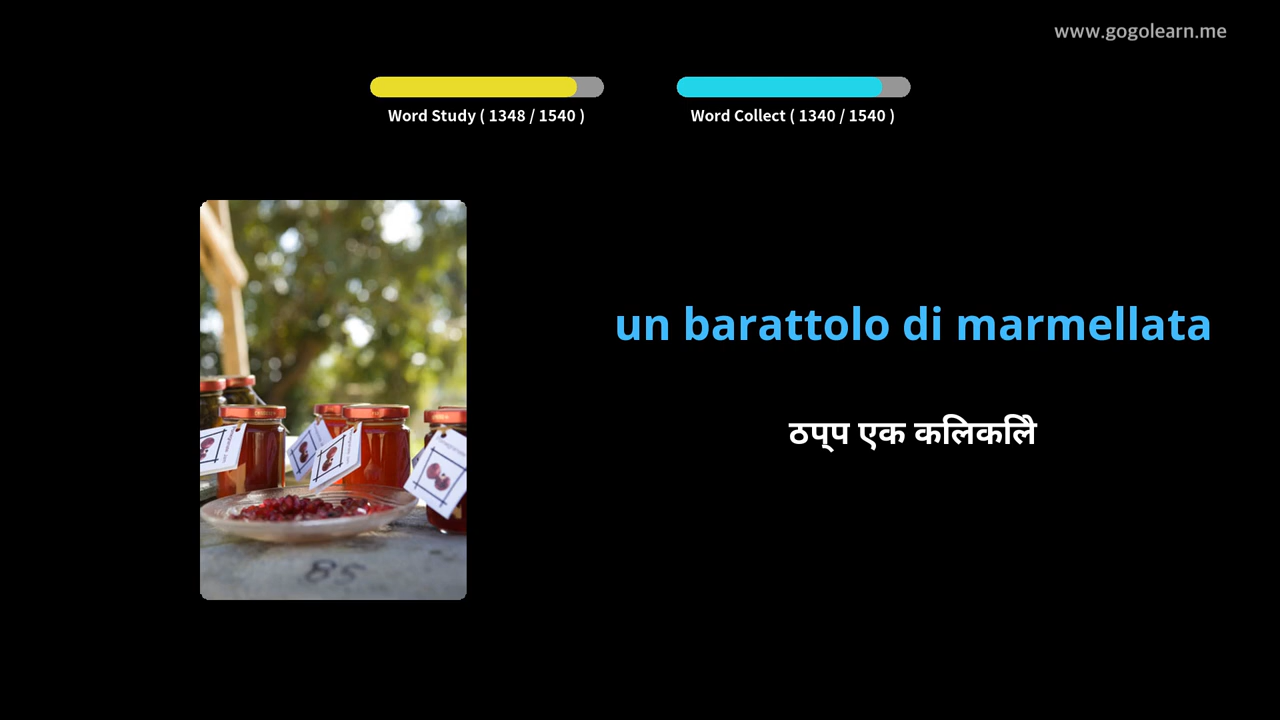 www.gogolearn.me
Word Study ( 1348 / 1540 )
Word Collect ( 1340 / 1540 )
un barattolo di marmellata
ठप्प एक कलिकलिै
85